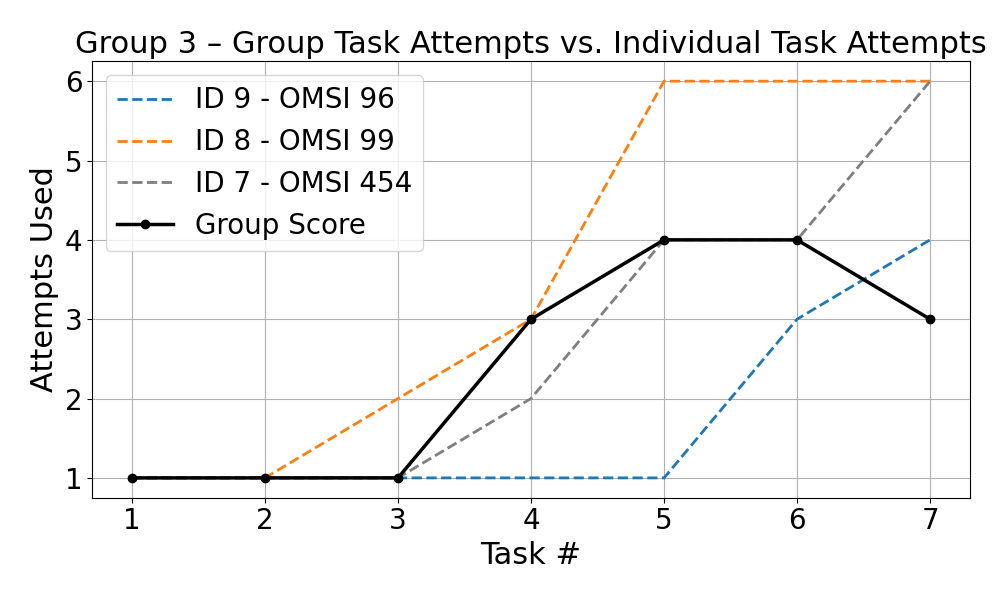 Group 3 – Group Task Attempts vs. Individual Task Attempts
6
5
4
3
2
1
Attempts Used
ID 9 - OMSI 96
ID 8 - OMSI 99
ID 7 - OMSI 454
Group Score
1 2 3 4 5 6 7
Task #